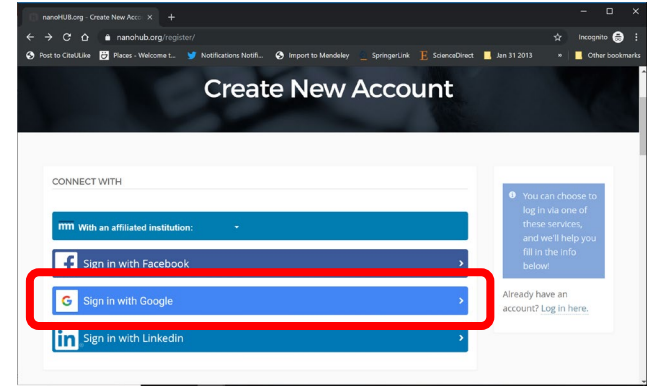 nanoHUB.org - Create New Acco
nanohub.org/register/
Incognito
Post to CiteULike Places - Welcome t... Notifications Notifi... Import to Mendeley SpringerLink ScienceDirect Jan 31 2013 » Other bookmarks
Create New Account
CONNECT WITH
With an affiliated institution:
Sign in with Facebook
Sign in with Google
Sign in with Linkedin
You can choose to
log in via one of
these services,
and we'll help you
fill in the info
below!
Already have an
account? Log in here.